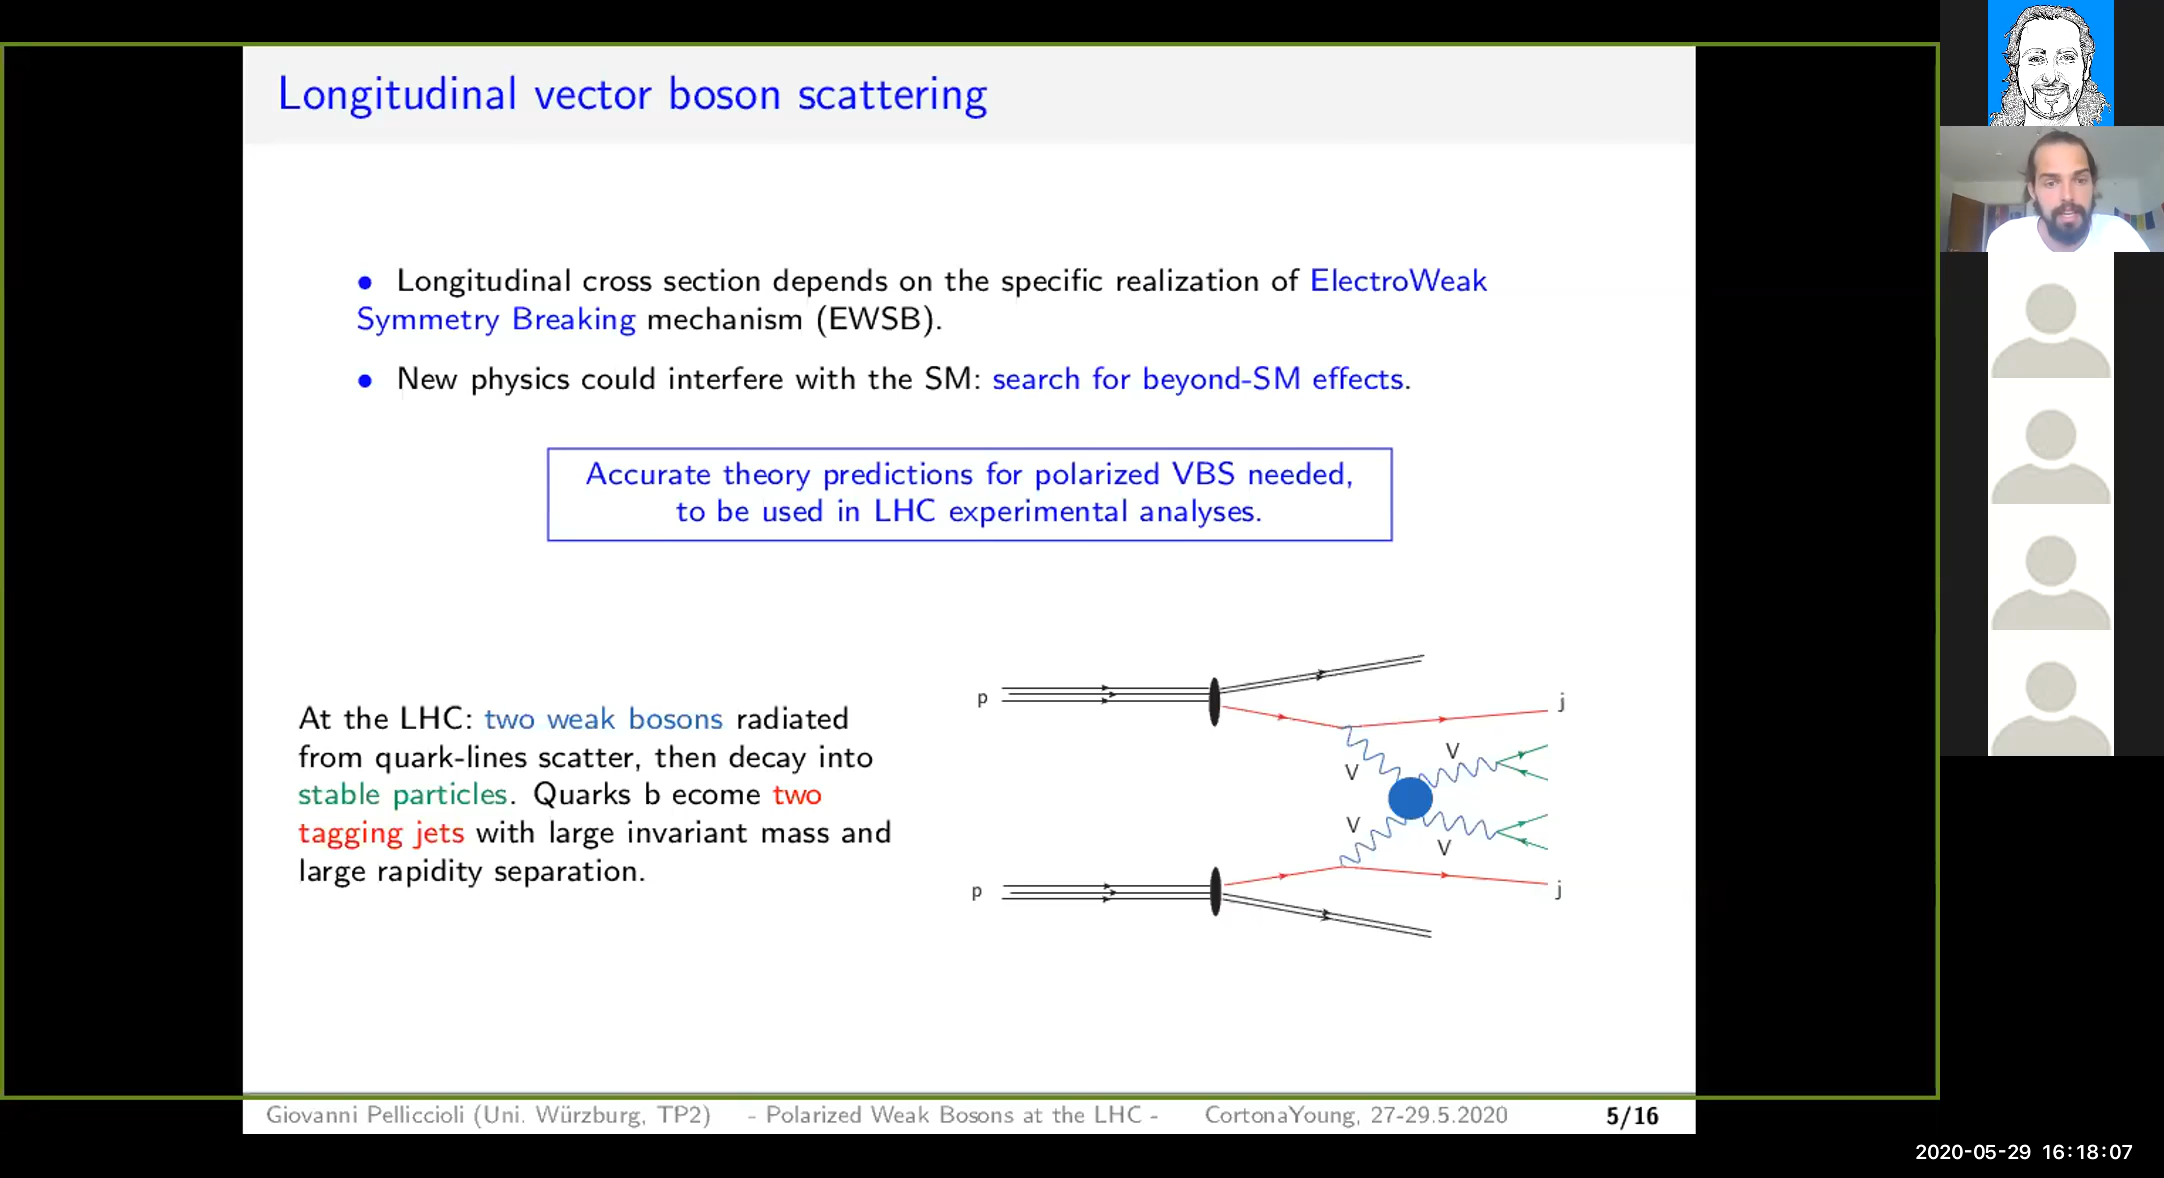 Longitudinal vector boson scattering
• Longitudinal cross section depends on the specific realization of ElectroWeak
Symmetry Breaking mechanism (EWSB).
• New physics could interfere with the SM: search for beyond-SM effects.
Accurate theory predictions for polarized VBS needed,
to be used in LHC experimental analyses.
At the LHC: two weak bosons radiated
from quark-lines scatter, then decay into
stable particles. Quarks b ecome two
tagging jets with large invariant mass and
large rapidity separation.
p
j
V
V
V
V
p
j
Giovanni Pelliccioli (Uni. Würzburg, TP2) - Polarized Weak Bosons at the LHC - CortonaYoung, 27-29.5.2020 5/16
2020-05-29 16:18:07